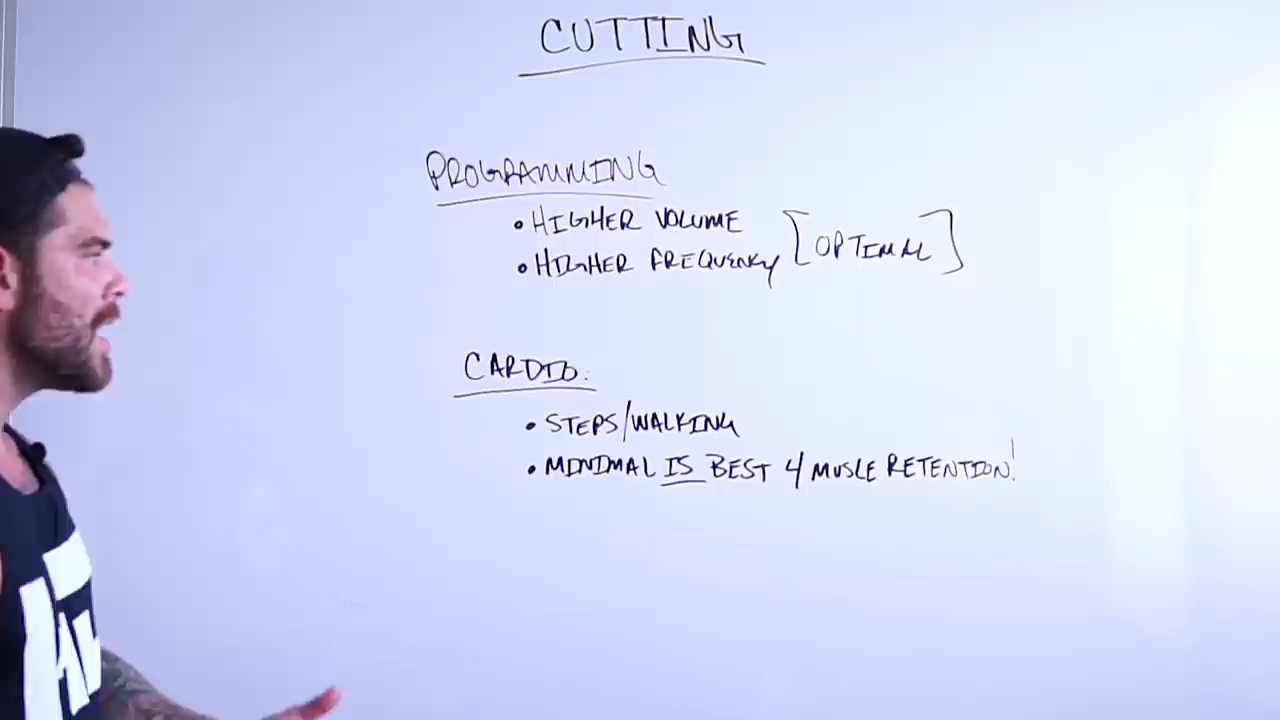 CUTTING
PROGRAMMING
• HIGHER VOLUME
• HIGHER FREQUENCY [OPTIMAL]
CARDIO:
• STEPS/WALKING
• MINIMAL IS BEST 4 MUSLE RETENTION!